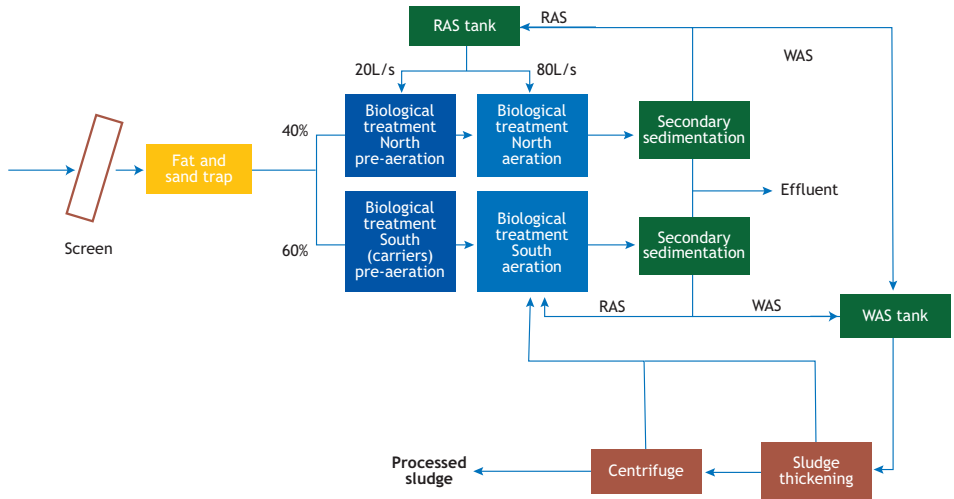 RAS tank
RAS
WAS
20L/s
80L/s
40%
Biological
treatment
North
pre-aeration
Biological
treatment
North
aeration
Secondary
sedimentation
Fat and
sand trap
Effluent
Screen
60%
Biological
treatment
South
(carriers)
pre-aeration
Biological
treatment
South
aeration
Secondary
sedimentation
RAS
WAS
WAS tank
Processed
sludge
Centrifuge
Sludge
thickening